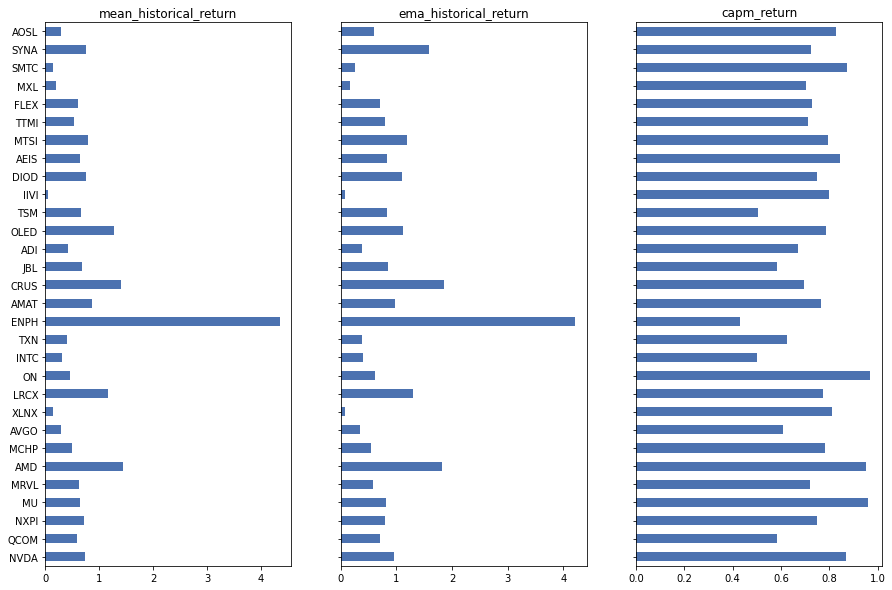 mean_historical_return
ema_historical_return
capm_return
AOSL
SYNA
SMTC
MXL
FLEX
TTMI
MTSI
AEIS
DIOD
IIVI
TSM
OLED
ADI
JBL
CRUS
AMAT
ENPH
TXN
INTC
ON
LRCX
XLNX
AVGO
MCHP
AMD
MRVL
MU
NXPI
QCOM
NVDA
0 1 2 3 4
0 1 2 3 4
0.0 0.2 0.4 0.6 0.8 1.0